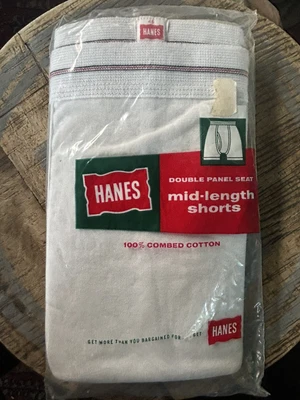 HANES
DOUBLE PANEL SEAT
HANES
mid-length
shorts
100% COMBED COTTON
GET MORE THAN YOU BARGAINED FOR
HANES